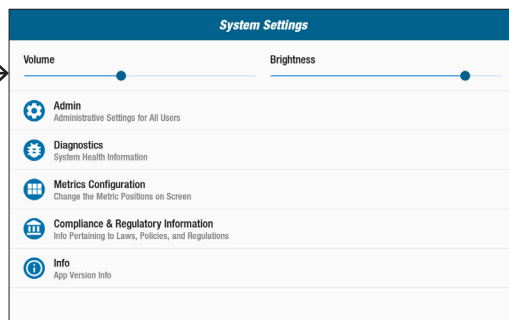 System Settings
Volume
Brightness
Admin
Administrative Settings for All Users
Diagnostics
System Health Information
Metrics Configuration
Change the Metric Positions on Screen
Compliance & Regulatory Information
Info Pertaining to Laws, Policies, and Regulations
Info
App Version Info